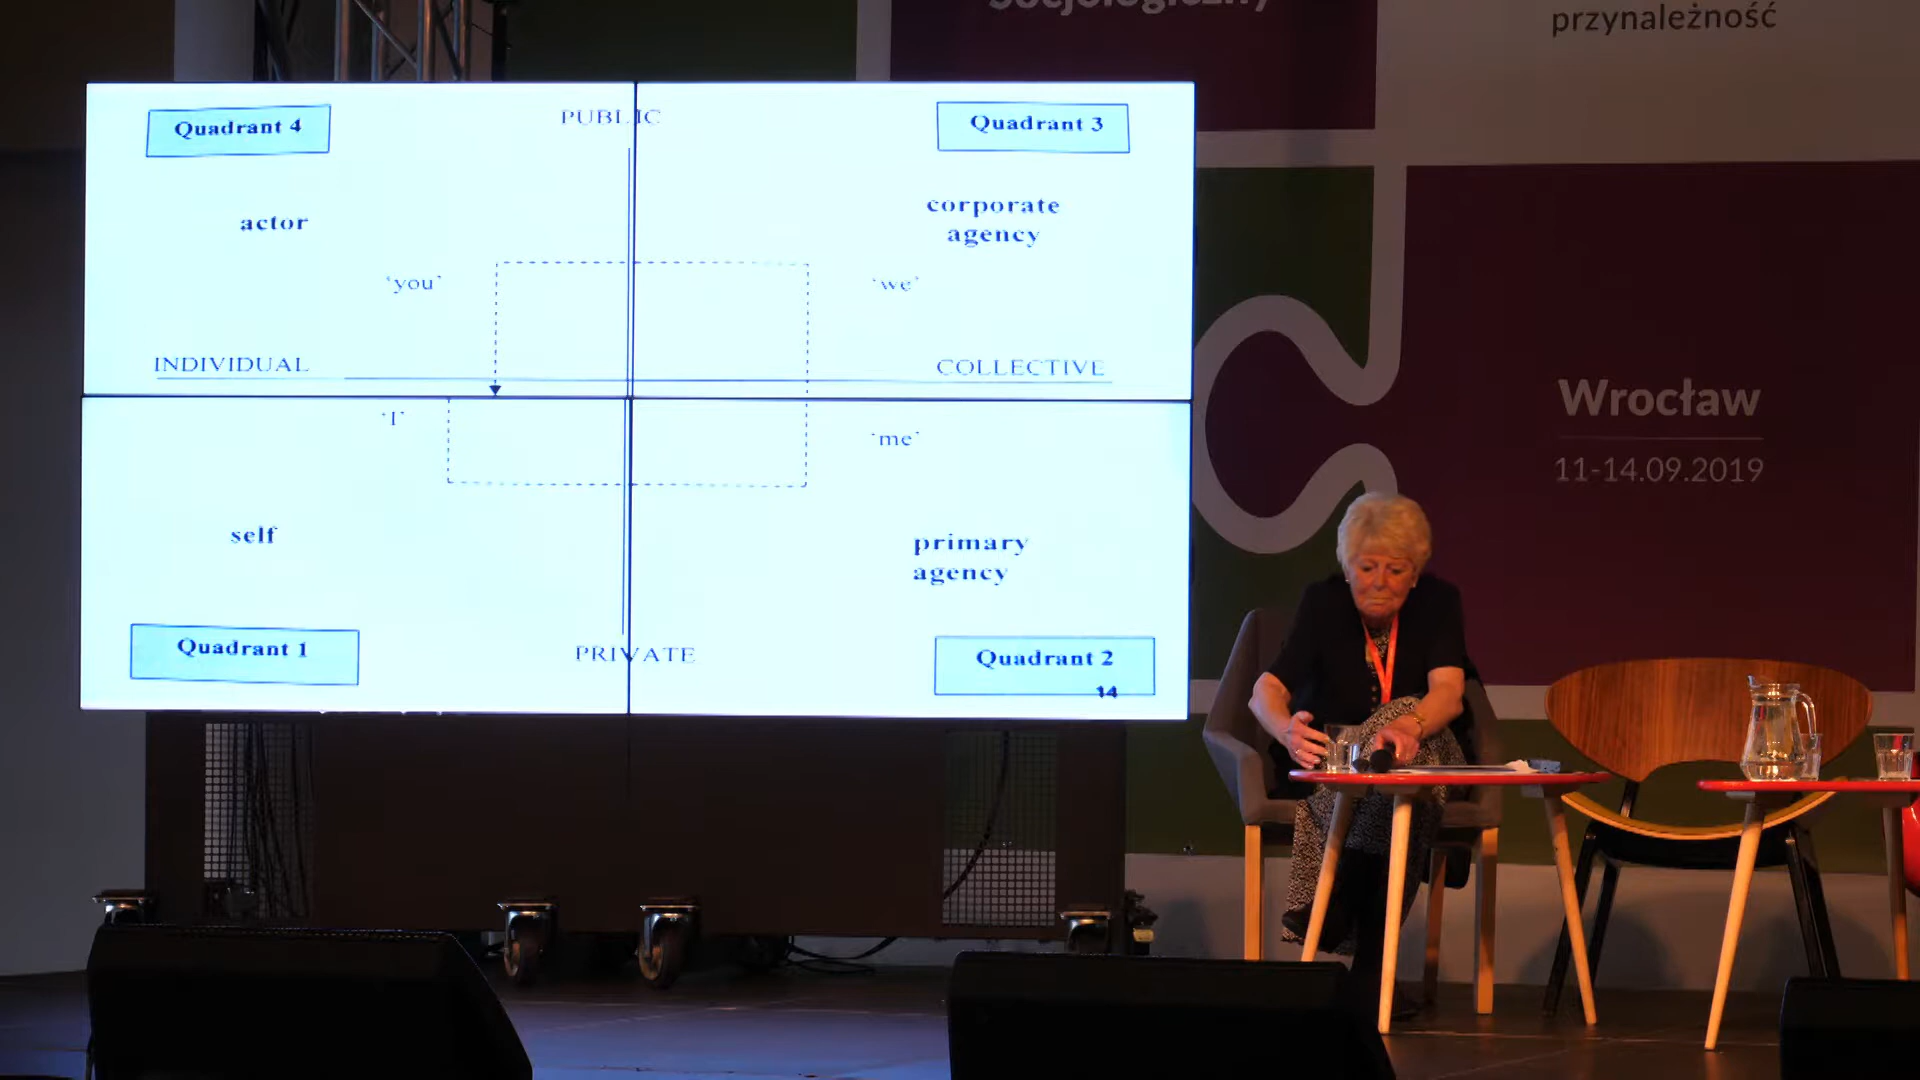 Socjologiczny
przynależność
Quadrant 4
PUBLIC
Quadrant 3
actor
corporate
agency
‘you’
‘we’
INDIVIDUAL
COLLECTIVE
‘I’
‘me’
self
primary
agency
Quadrant 1
PRIVATE
Quadrant 2
14
Wrocław
11-14.09.2019